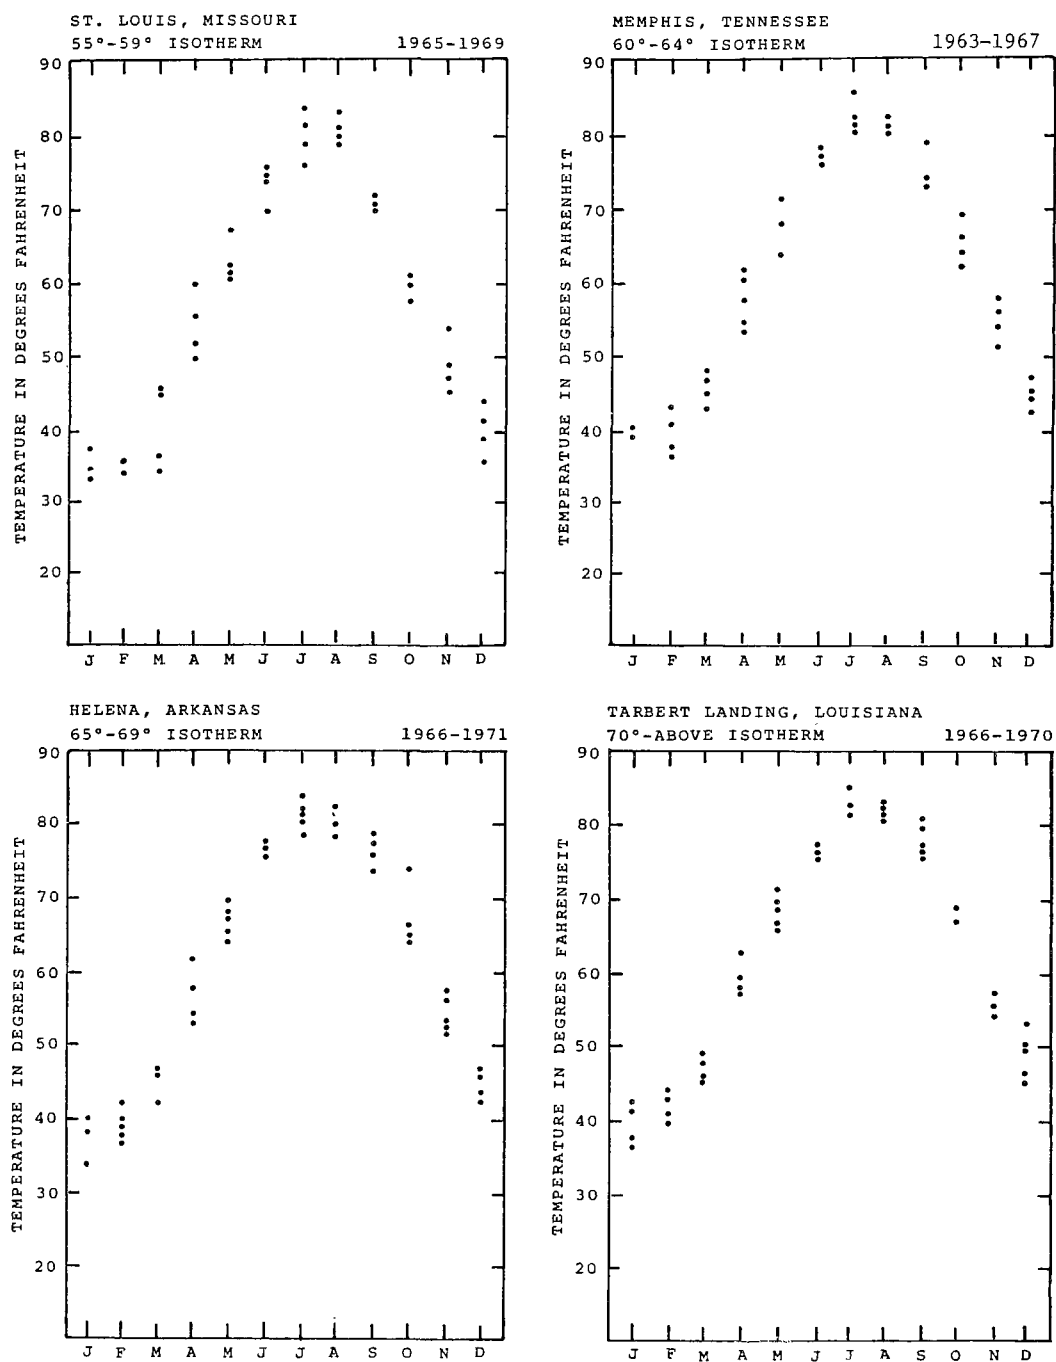 ST. LOUIS, MISSOURI
55°-59° ISOTHERM 1965-1969
TEMPERATURE IN DEGREES FAHRENHEIT
90
80
70
60
50
40
30
20
J F M A M J J A S O N D
MEMPHIS, TENNESSEE
60°-64° ISOTHERM 1963-1967
TEMPERATURE IN DEGREES FAHRENHEIT
90
80
70
60
50
40
30
20
J F M A M J J A S O N D
HELENA, ARKANSAS
65°-69° ISOTHERM 1966-1971
TEMPERATURE IN DEGREES FAHRENHEIT
90
80
70
60
50
40
30
20
J F M A M J J A S O N D
TARBERT LANDING, LOUISIANA
70°-ABOVE ISOTHERM 1966-1970
TEMPERATURE IN DEGREES FAHRENHEIT
90
80
70
60
50
40
30
20
J F M A M J J A S O N D